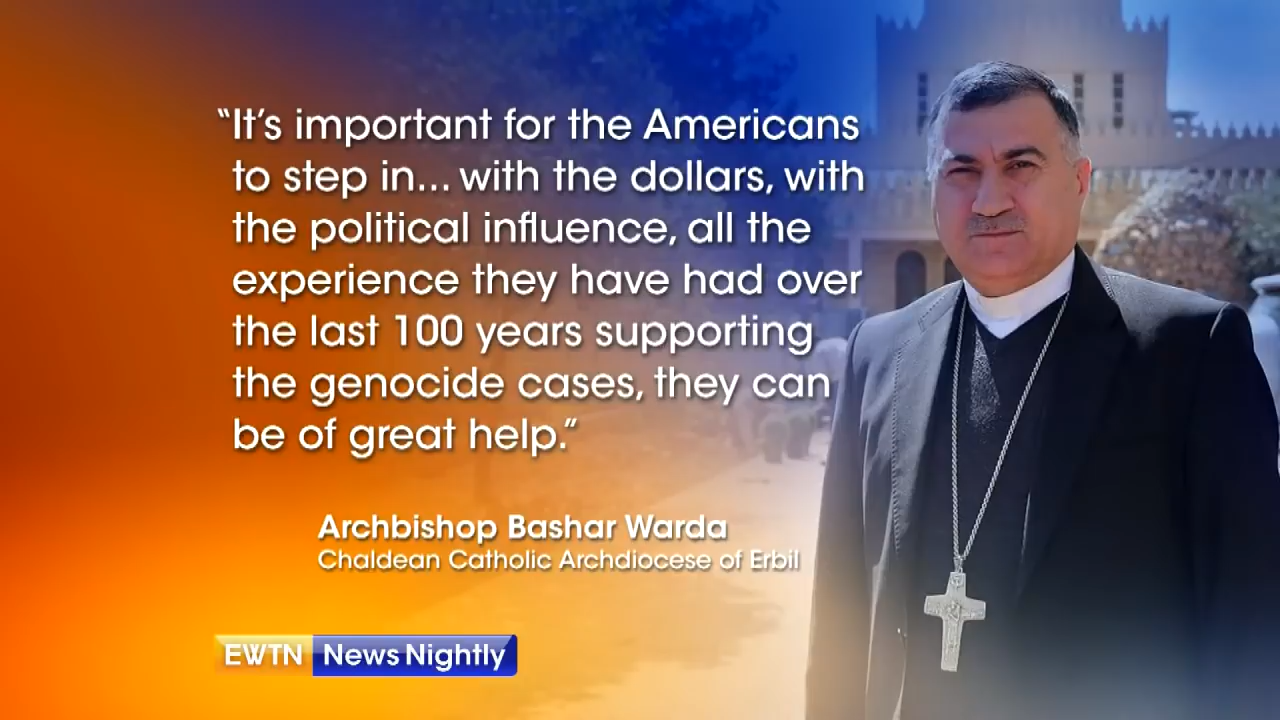 “It’s important for the Americans
to step in... with the dollars, with
the political influence, all the
experience they have had over
the last 100 years supporting
the genocide cases, they can
be of great help.”
Archbishop Bashar Warda
Chaldean Catholic Archdiocese of Erbil
EWTN News Nightly